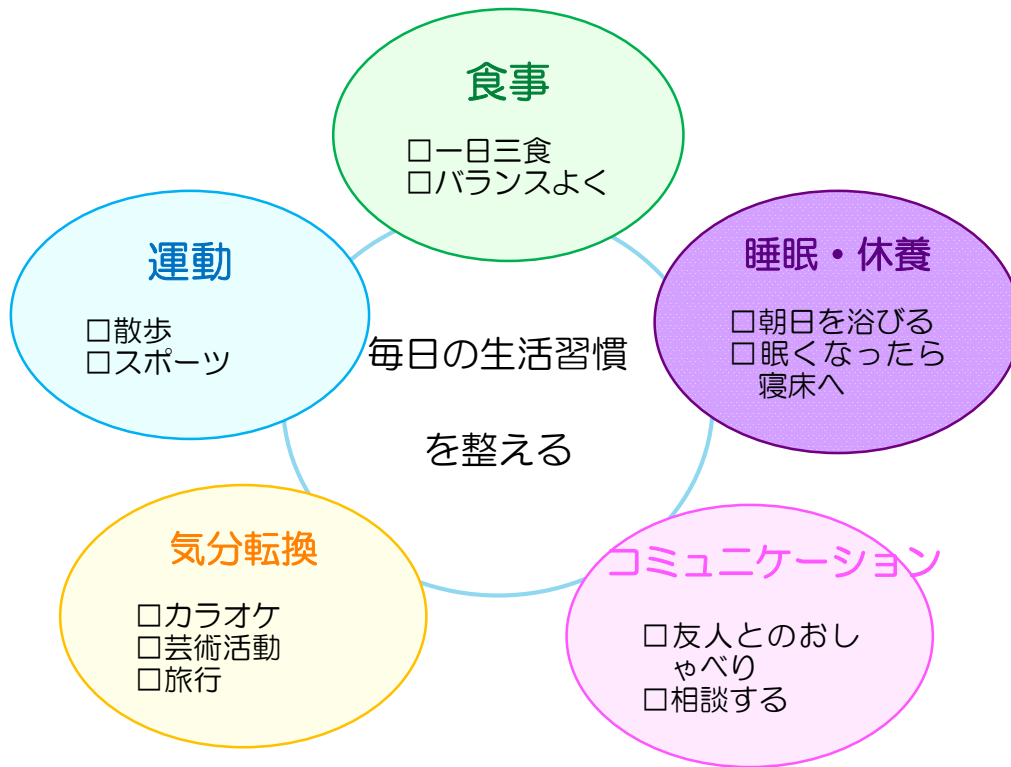 食事
□一日三食
□バランスよく
運動
□散歩
□スポーツ
睡眠・休養
□朝日を浴びる
□眠くなったら
寝床へ
毎日の生活習慣
を整える
気分転換
□カラオケ
□芸術活動
□旅行
コミュニケーション
□友人とのおし
ゃべり
□相談する